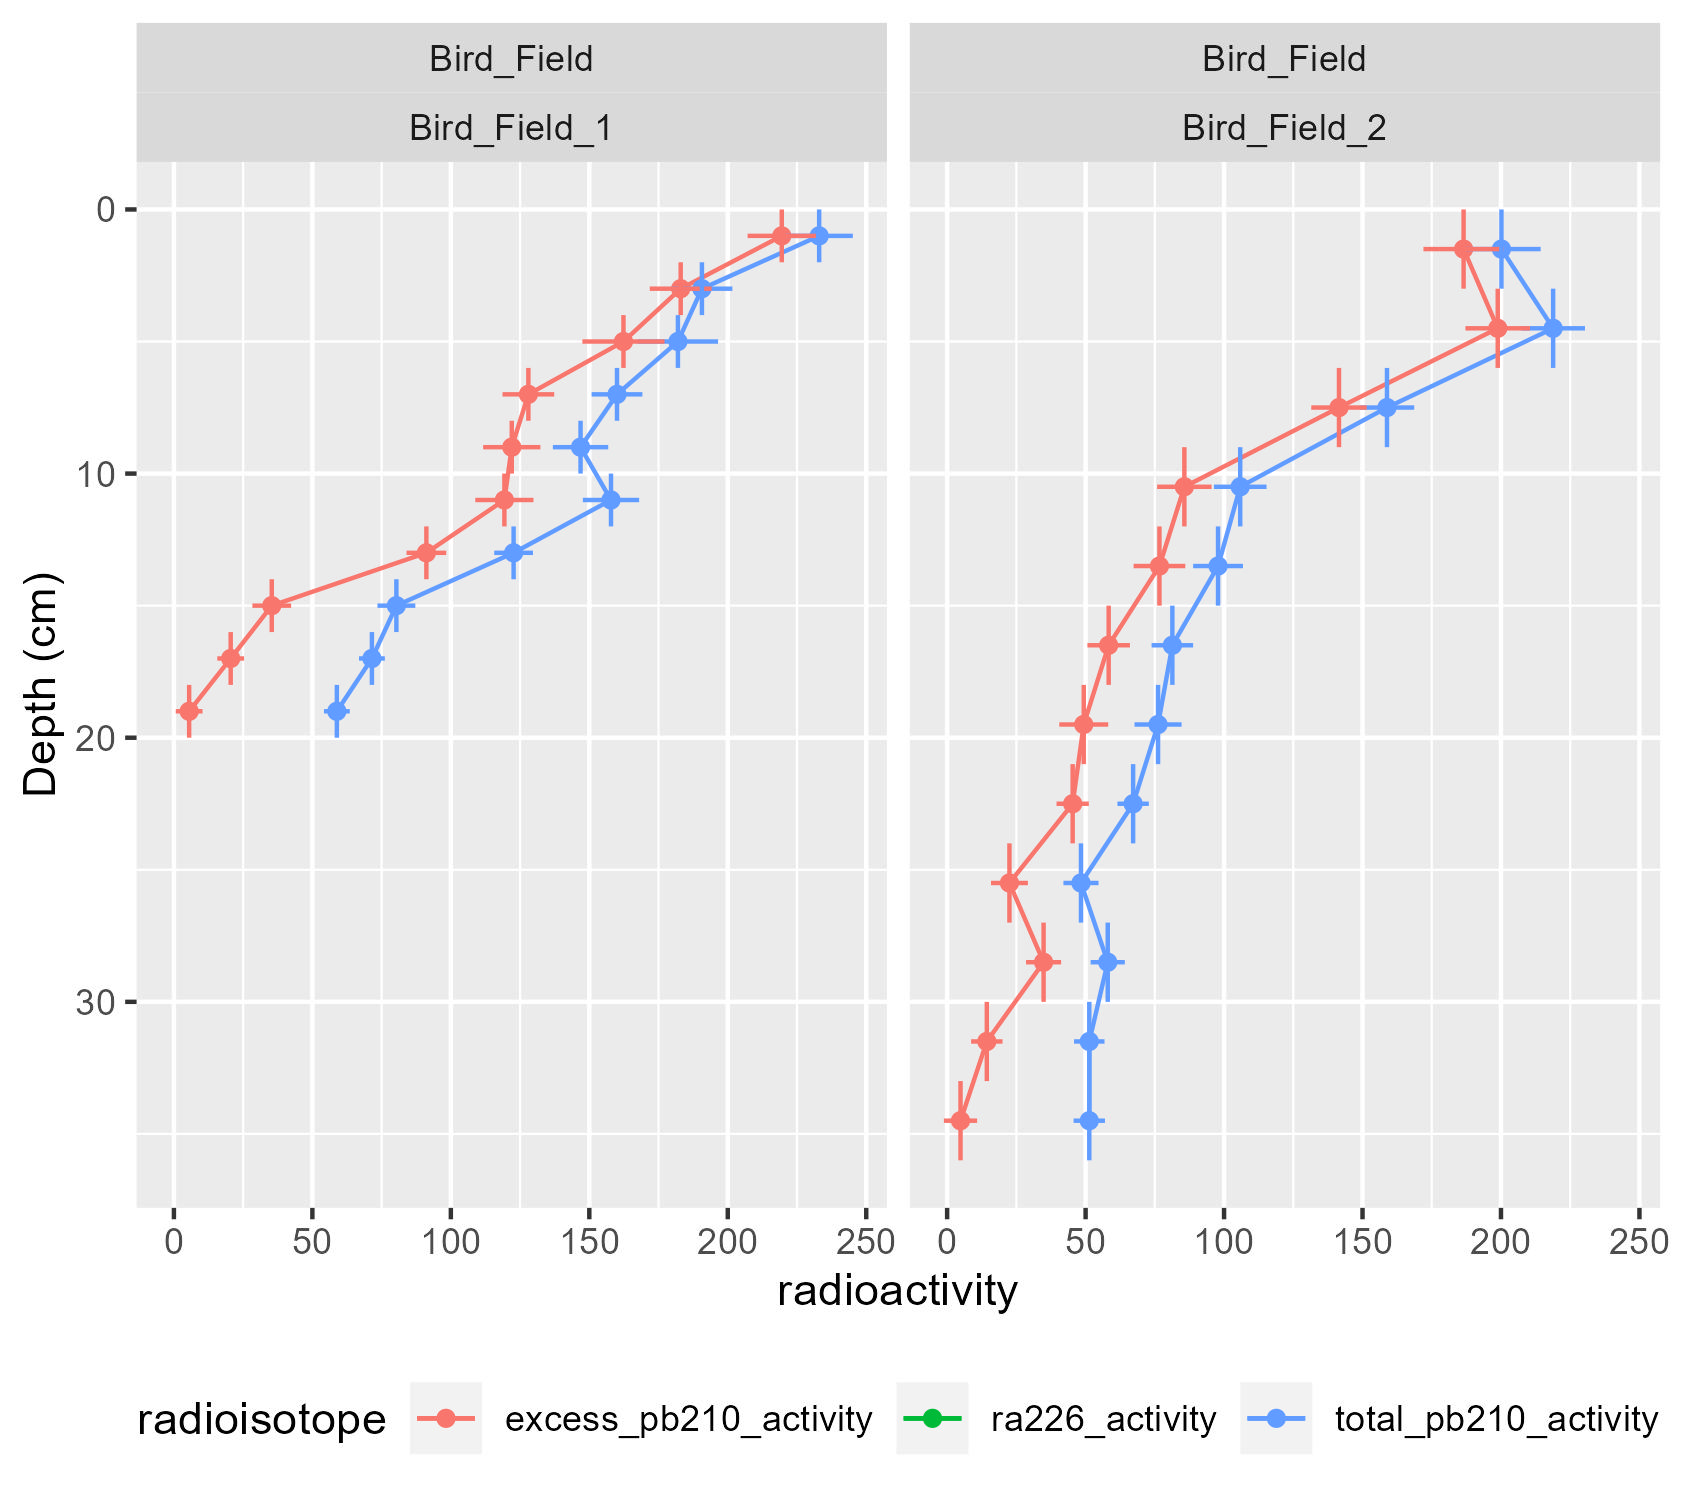 Bird_Field Bird_Field
Bird_Field_1 Bird_Field_2
0
10
20
30
Depth (cm)
0 50 100 150 200 250 0 50 100 150 200 250
radioactivity
radioisotope excess_pb210_activity ra226_activity total_pb210_activity